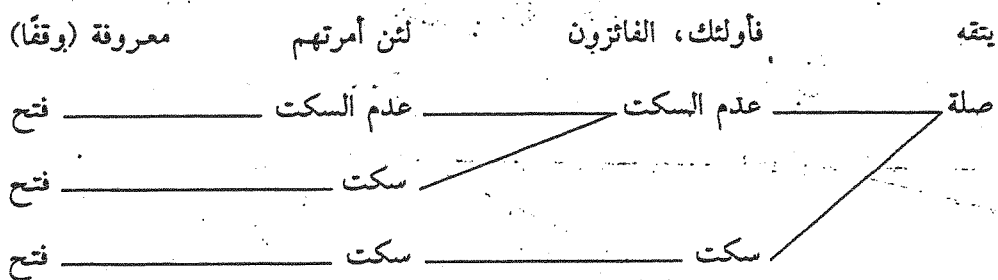 يتقه فأولئك، الفائزون لئن أمرتهم معروفة (وقفًا)
صلة عدم السكت عدم السكت فتح
سكت فتح
سكت سكت فتح